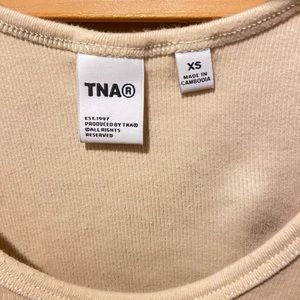 TNA®
EST.1997
PRODUCED BY TNA®
©ALL RIGHTS
RESERVED
XS
MADE IN
CAMBODIA